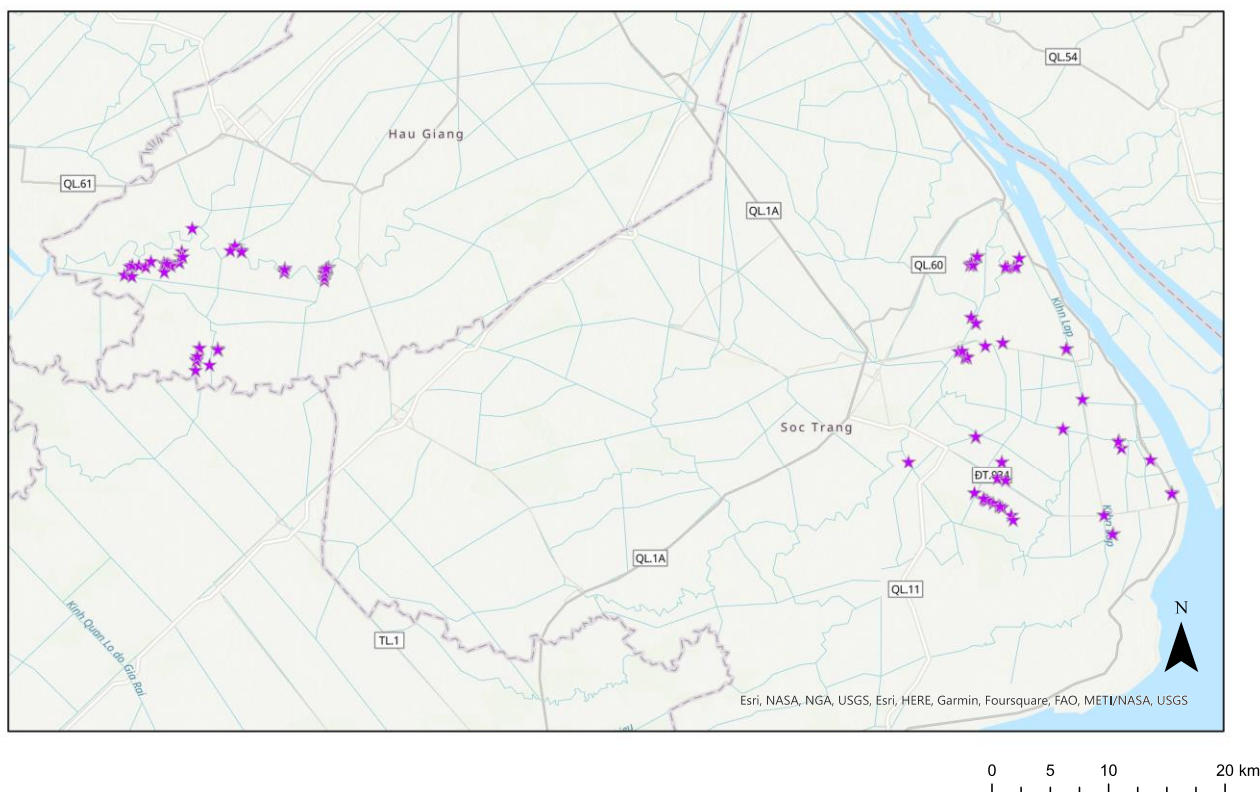 QL.54
Hau Giang
QL.61
QL.1A
QL.60
Kihn Lap
Soc Trang
ĐT.934
QL.1A
QL.11
Kinh Quan Lo do Gia Rai
TL.1
N
Esri, NASA, NGA, USGS, Esri, HERE, Garmin, Foursquare, FAO, METI/NASA, USGS
0 5 10 20 km